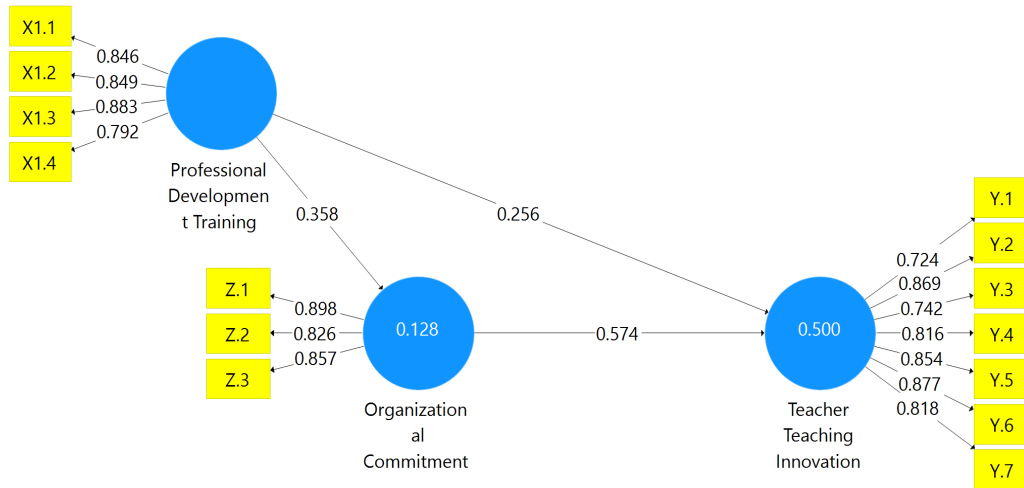 X1.1
X1.2
X1.3
X1.4
0.846
0.849
0.883
0.792
Professional
Developmen
t Training
0.358
0.256
Z.1
Z.2
Z.3
0.898
0.826
0.857
0.128
Organization
al
Commitment
0.574
0.500
Teacher
Teaching
Innovation
0.724
0.869
0.742
0.816
0.854
0.877
0.818
Y.1
Y.2
Y.3
Y.4
Y.5
Y.6
Y.7